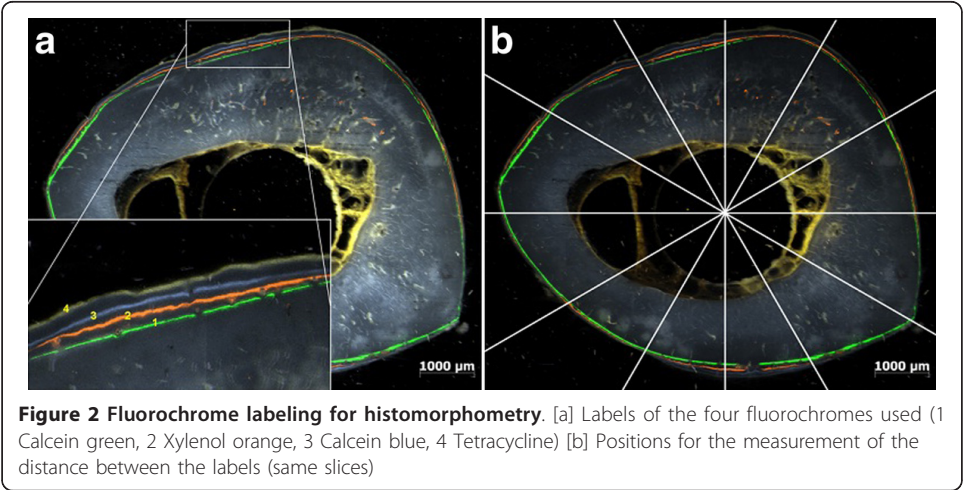 a
b
4
3
2
1
1000 µm
1000 µm
Figure 2 Fluorochrome labeling for histomorphometry. [a] Labels of the four fluorochromes used (1
Calcein green, 2 Xylenol orange, 3 Calcein blue, 4 Tetracycline) [b] Positions for the measurement of the
distance between the labels (same slices)